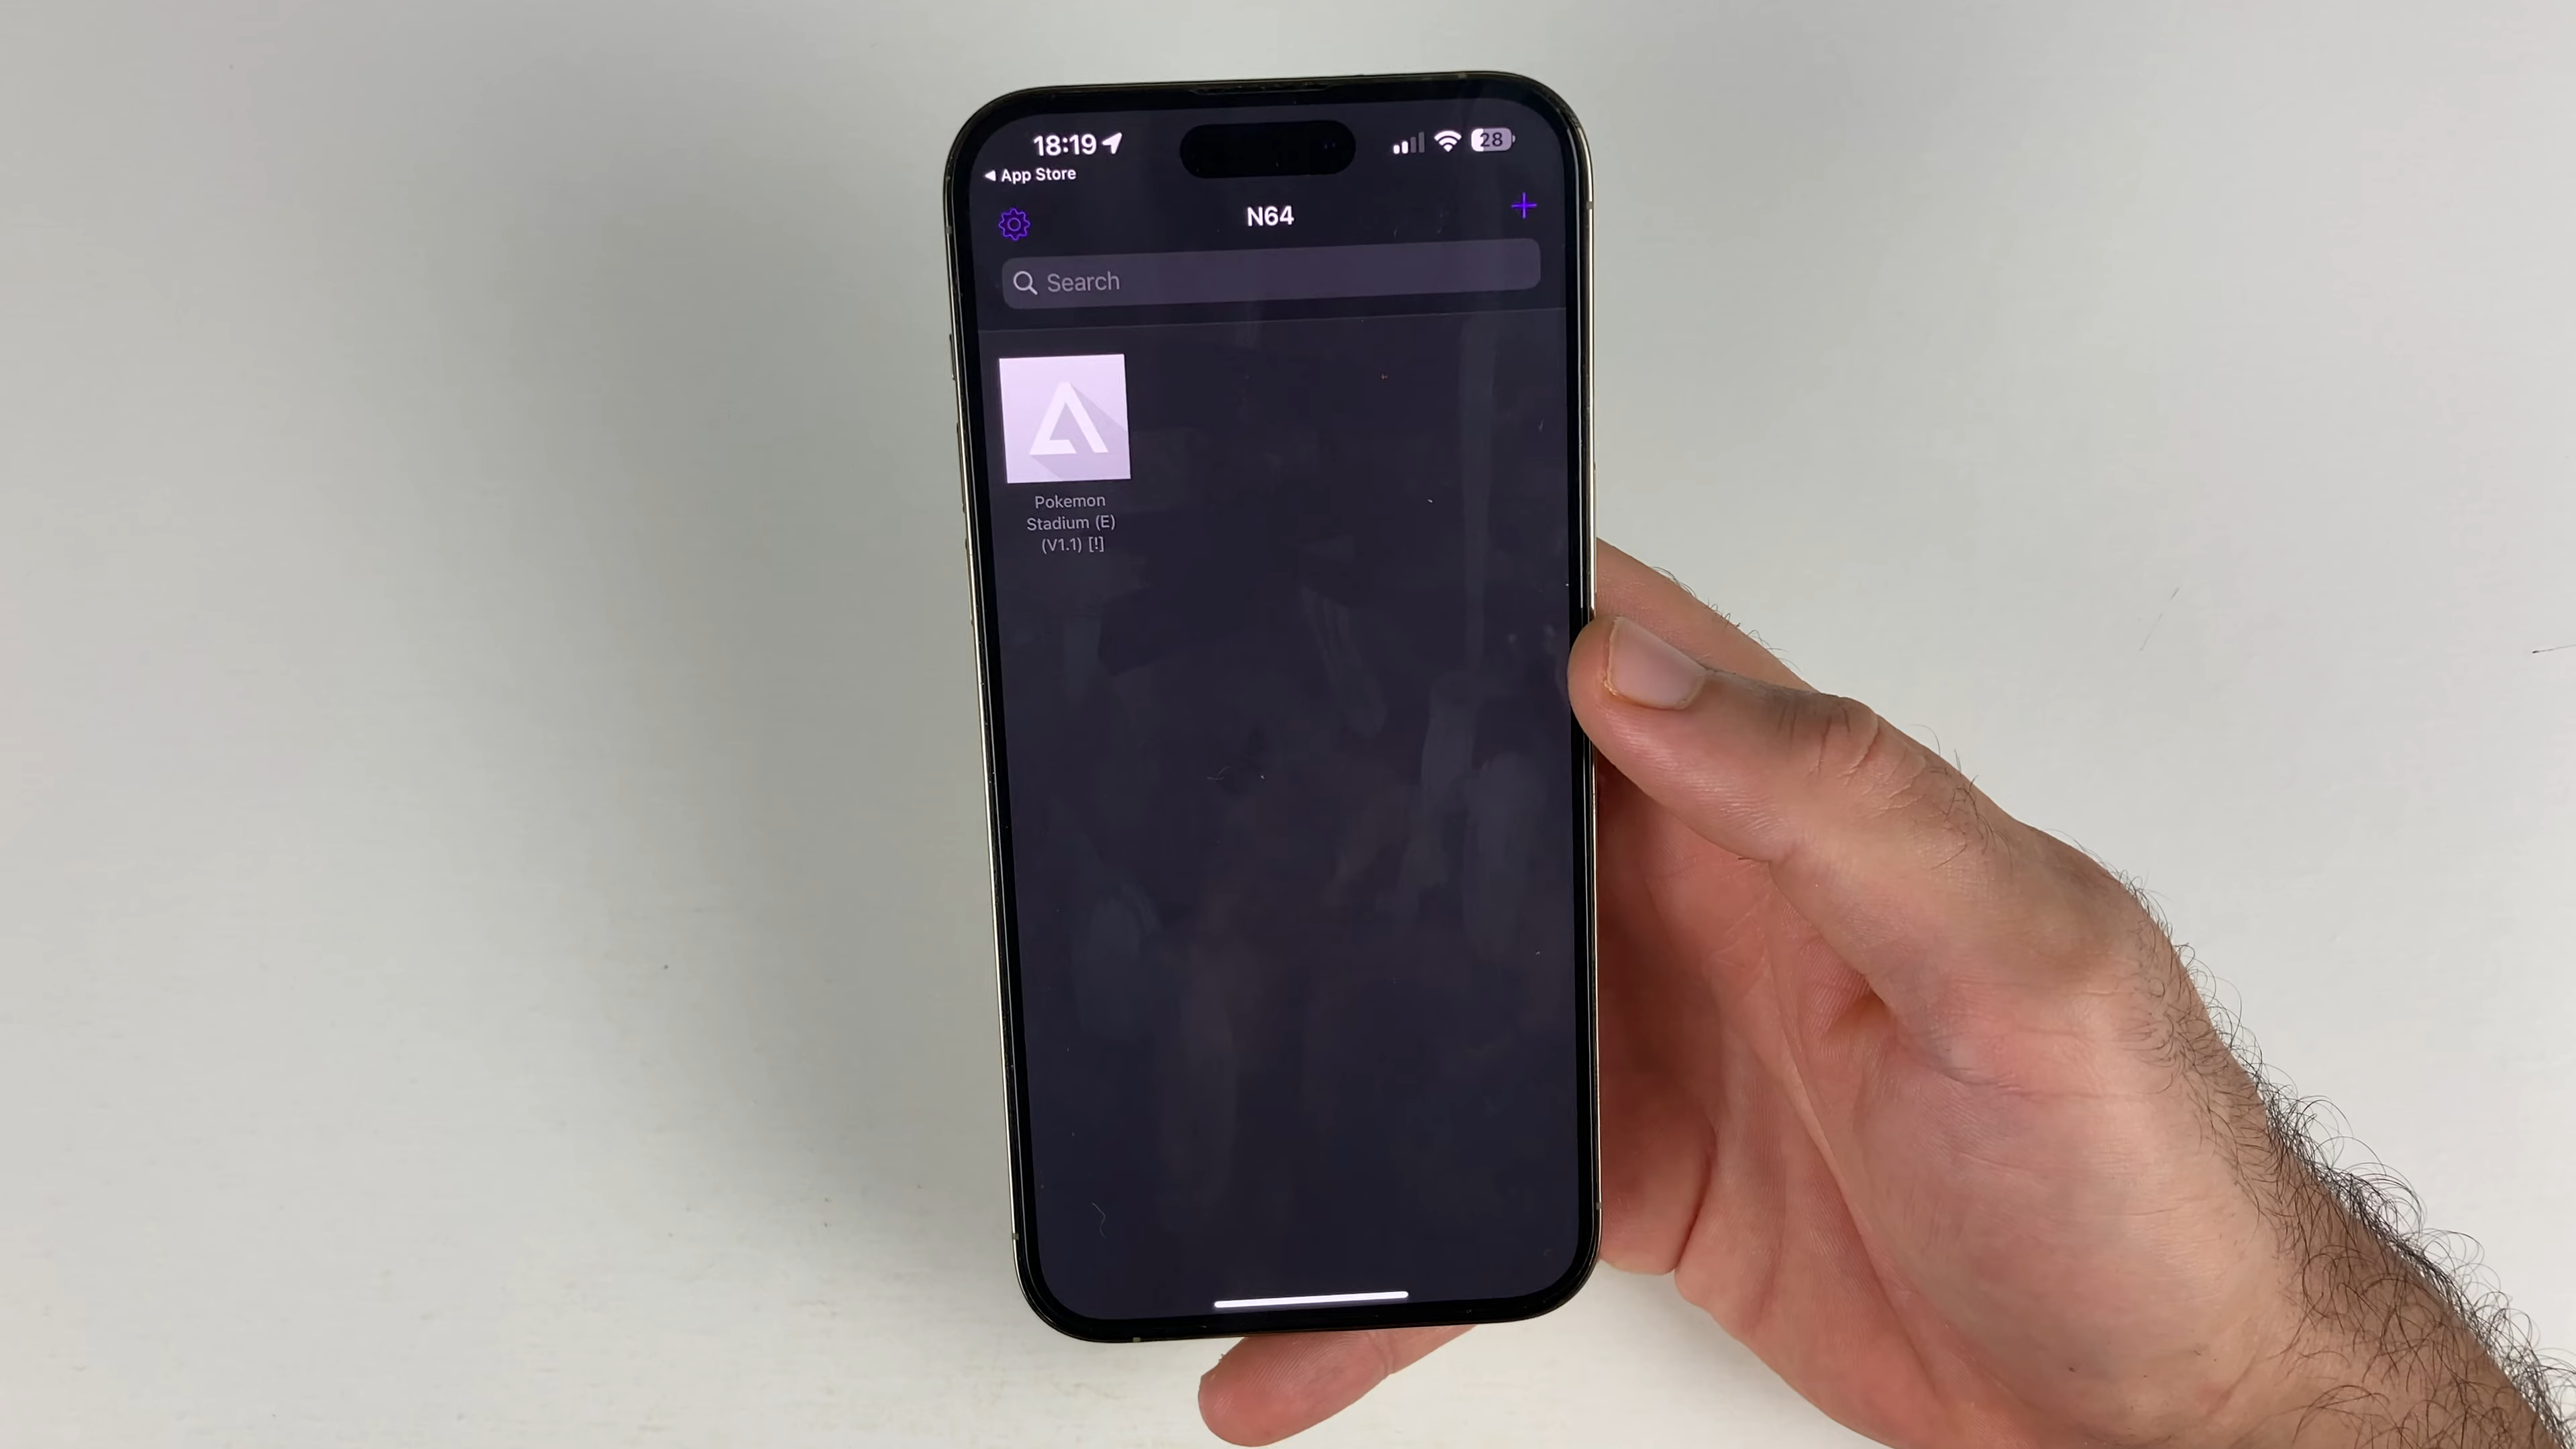 18:19
28
App Store
N64
Search
Pokemon
Stadium (E)
(V1.1) [!]